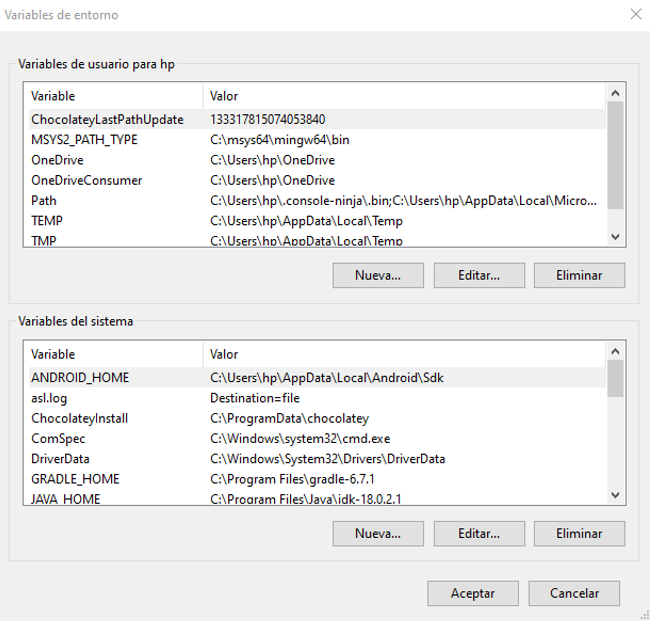 Variables de entorno
Variables de usuario para hp
Variable Valor
ChocolateyLastPathUpdate 133317815074053840
MSYS2_PATH_TYPE C:\msys64\mingw64\bin
OneDrive C:\Users\hp\OneDrive
OneDriveConsumer C:\Users\hp\OneDrive
Path C:\Users\hp\.console-ninja\.bin;C:\Users\hp\AppData\Local\Micro...
TEMP C:\Users\hp\AppData\Local\Temp
TMP C:\Users\hp\AppData\Local\Temp
Nueva... Editar... Eliminar
Variables del sistema
Variable Valor
ANDROID_HOME C:\Users\hp\AppData\Local\Android\Sdk
asl.log Destination=file
ChocolateyInstall C:\ProgramData\chocolatey
ComSpec C:\Windows\system32\cmd.exe
DriverData C:\Windows\System32\Drivers\DriverData
GRADLE_HOME C:\Program Files\gradle-6.7.1
JAVA_HOME C:\Program Files\Java\jdk-18.0.2.1
Nueva... Editar... Eliminar
Aceptar Cancelar